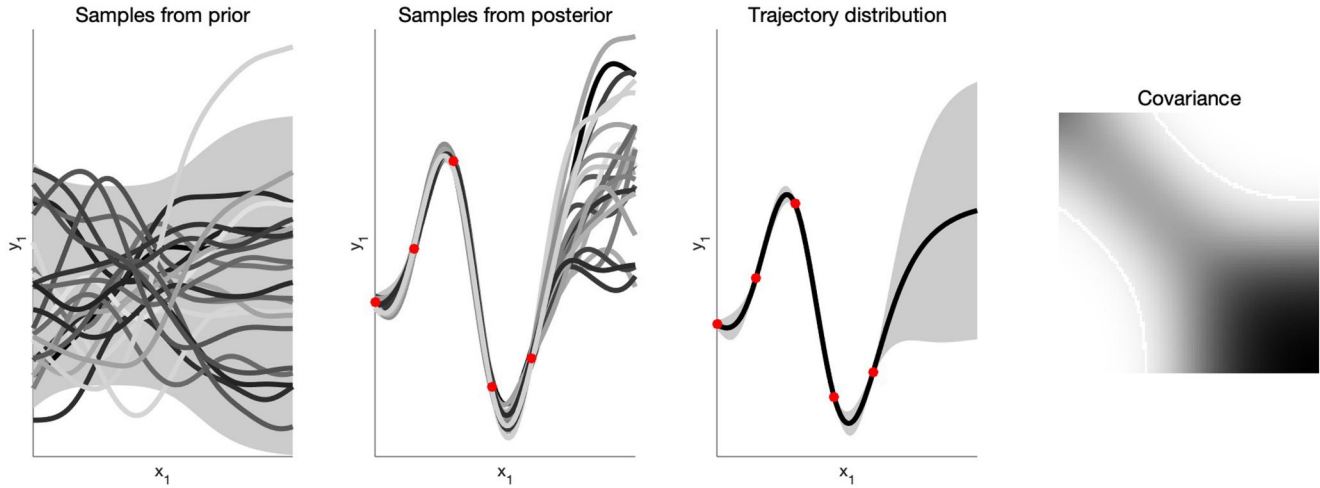 Samples from prior
y1
x1
Samples from posterior
y1
x1
Trajectory distribution
y1
x1
Covariance